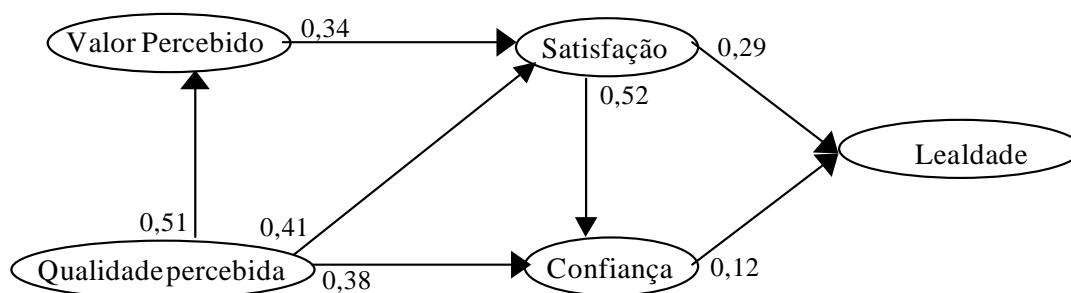 Valor Percebido
0,34
Satisfação
0,29
0,52
Lealdade
0,51
0,41
Qualidade percebida
0,38
Confiança
0,12